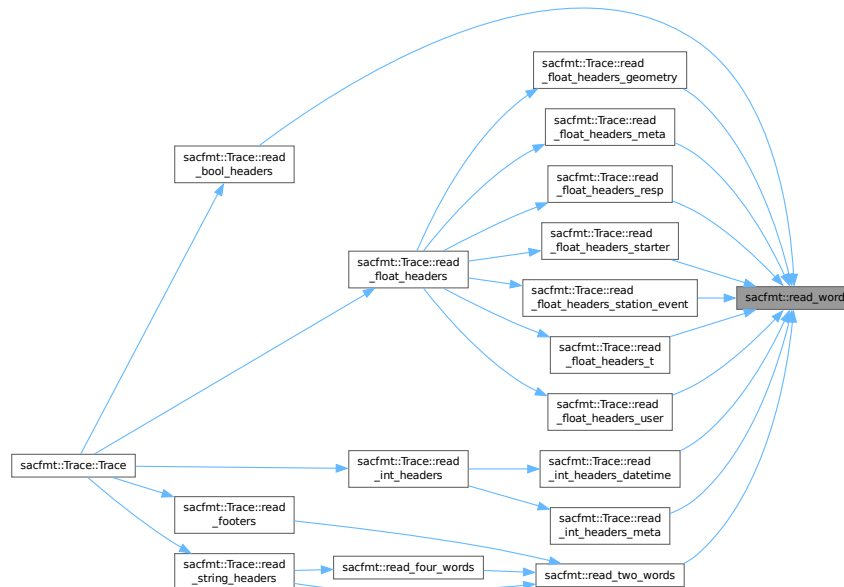 sacfmt::Trace::read
_float_headers_geometry
sacfmt::Trace::read
_float_headers_meta
sacfmt::Trace::read
_bool_headers
sacfmt::Trace::read
_float_headers_resp
sacfmt::Trace::read
_float_headers_starter
sacfmt::Trace::read
_float_headers
sacfmt::Trace::read
_float_headers_station_event
sacfmt::read_word
sacfmt::Trace::read
_float_headers_t
sacfmt::Trace::read
_float_headers_user
sacfmt::Trace::Trace
sacfmt::Trace::read
_int_headers
sacfmt::Trace::read
_int_headers_datetime
sacfmt::Trace::read
_footers
sacfmt::Trace::read
_int_headers_meta
sacfmt::Trace::read
_string_headers
sacfmt::read_four_words
sacfmt::read_two_words